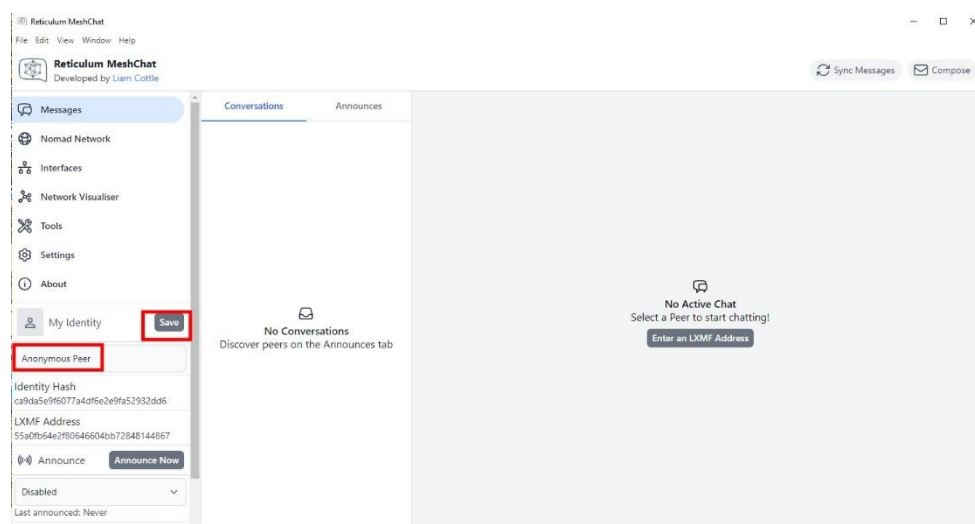 Reticulum MeshChat
File Edit View Window Help
Reticulum MeshChat
Developed by Liam Cottle
Sync Messages
Compose
Messages
Nomad Network
Interfaces
Network Visualiser
Tools
Settings
About
My Identity
Save
Anonymous Peer
Identity Hash
ca9da5e9f6077a4df6e2e9fa52932dd6
LXMF Address
55a0fb64e2f80646604bb72848144867
Announce
Announce Now
Disabled
Last announced: Never
Conversations
Announces
No Conversations
Discover peers on the Announces tab
No Active Chat
Select a Peer to start chatting!
Enter an LXMF Address